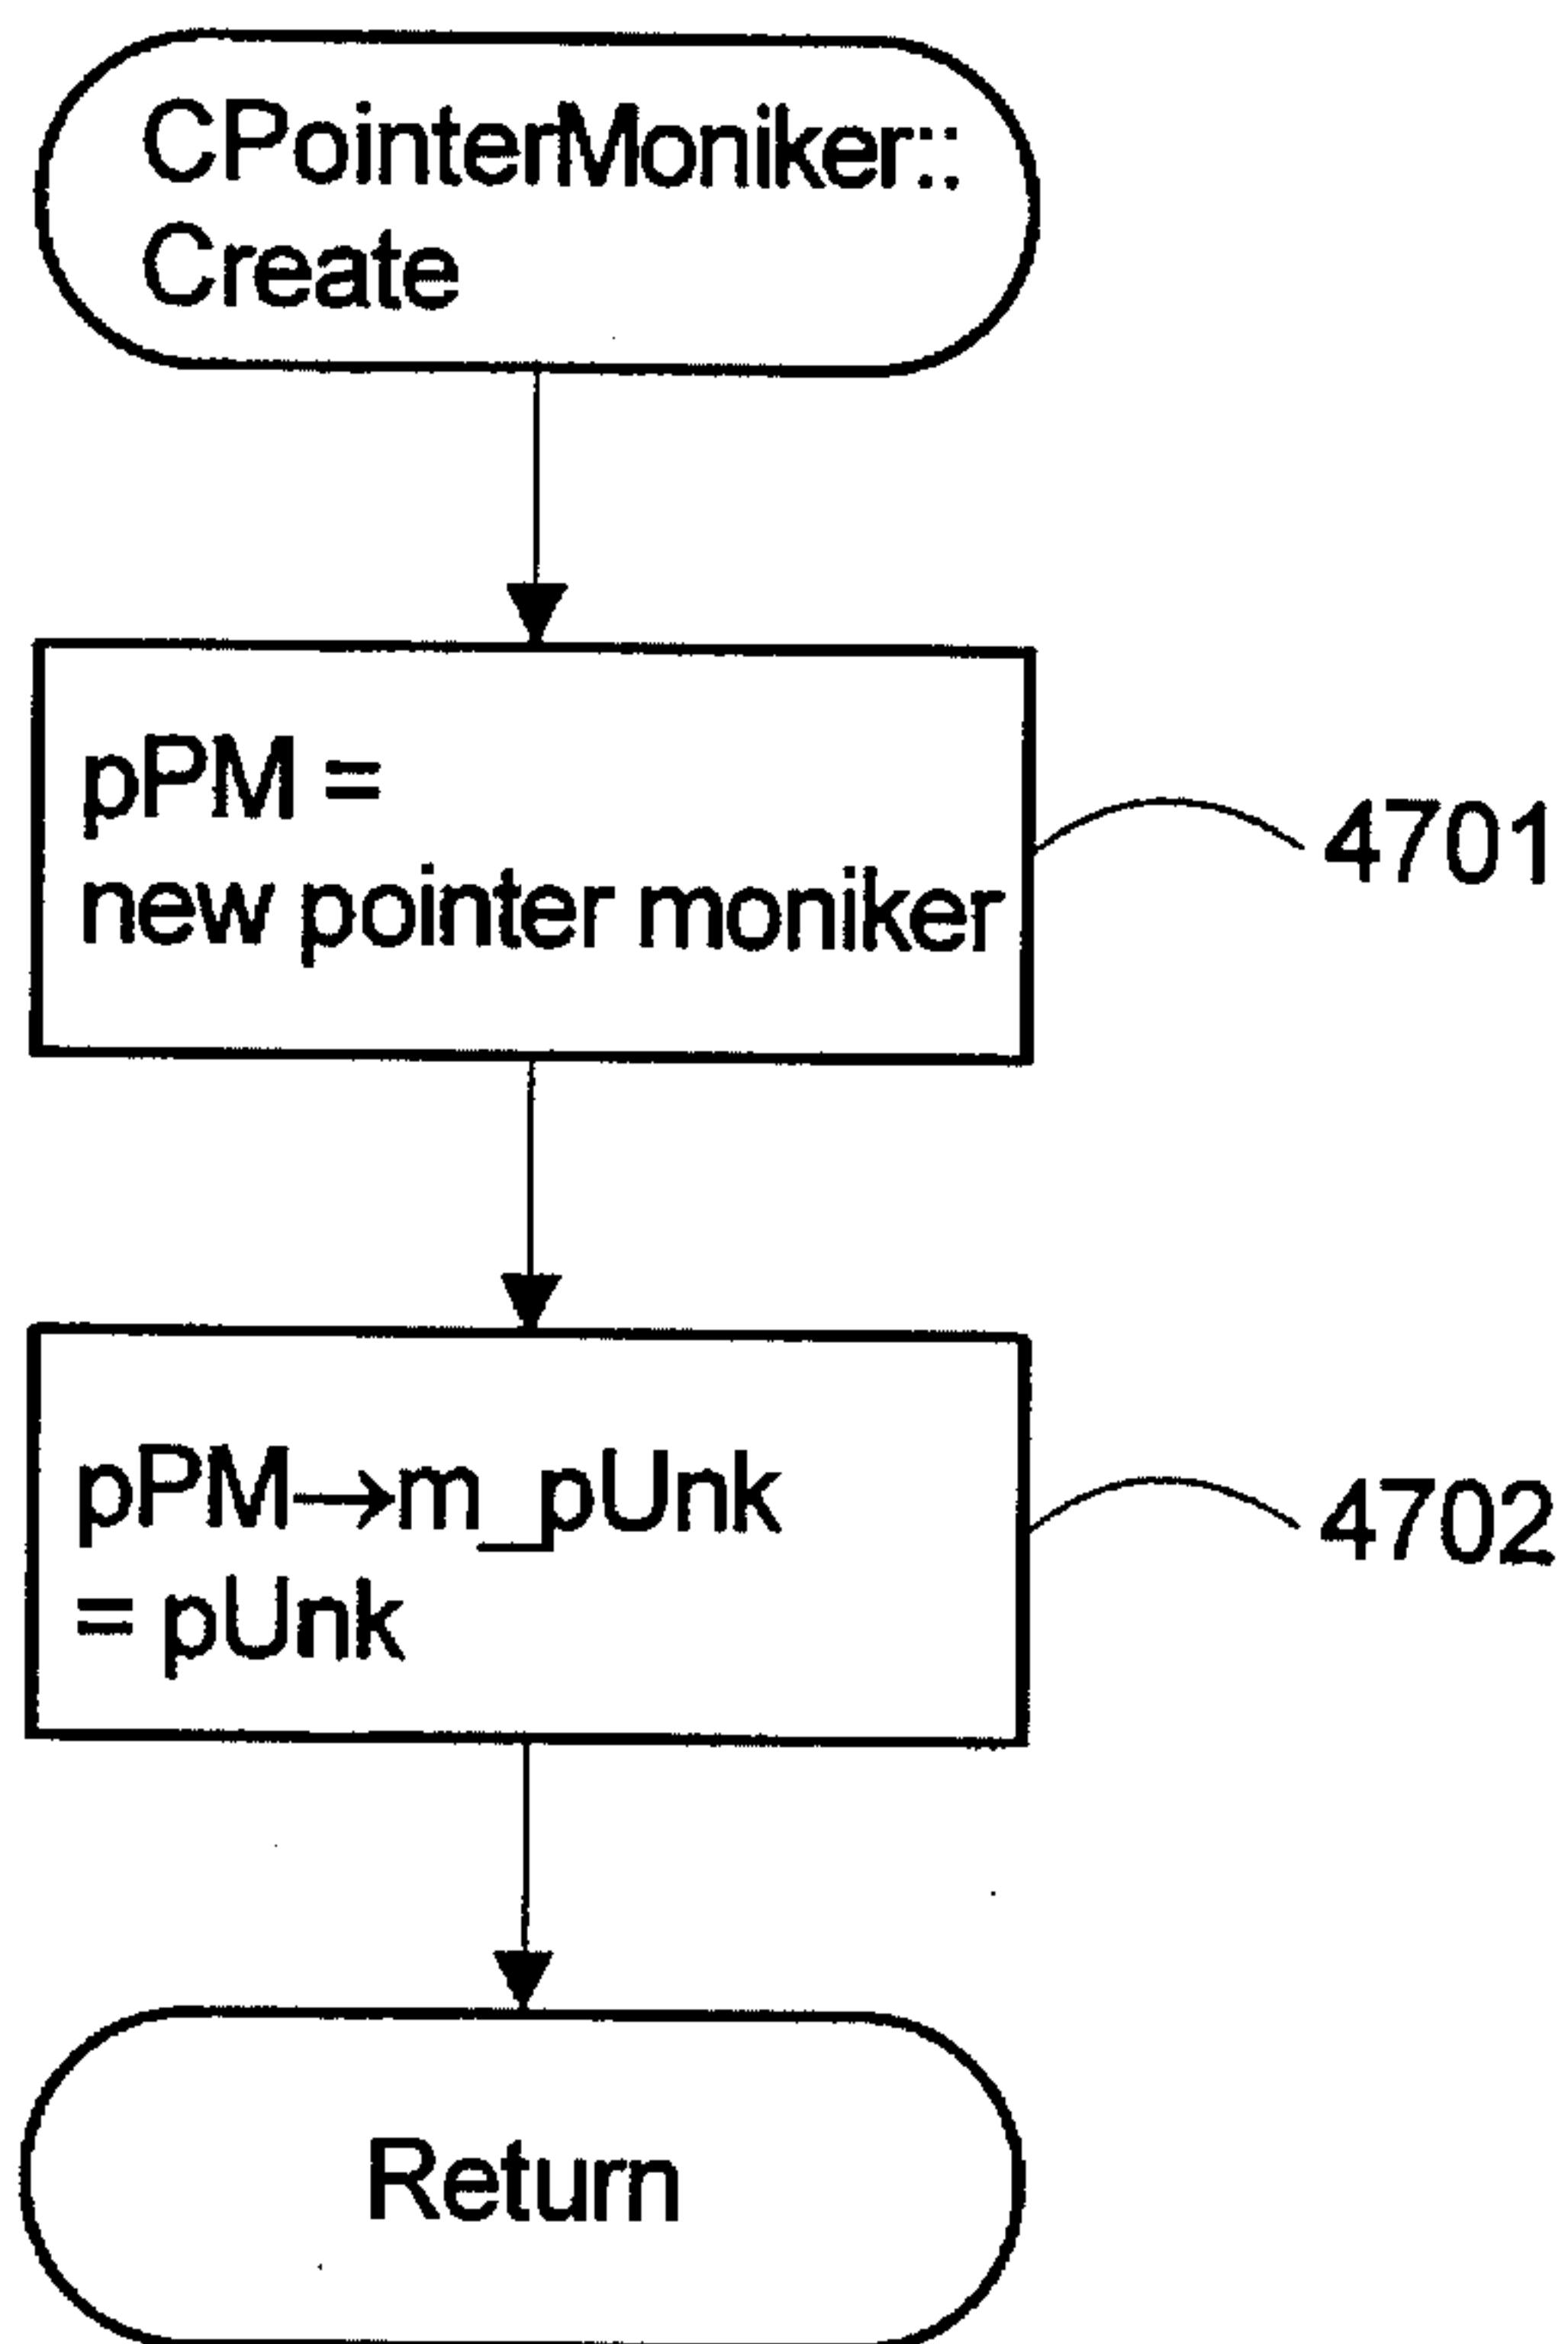 CPointerMoniker::
Create
pPM =
new pointer moniker
4701
pPM→m_pUnk
= pUnk
4702
Return